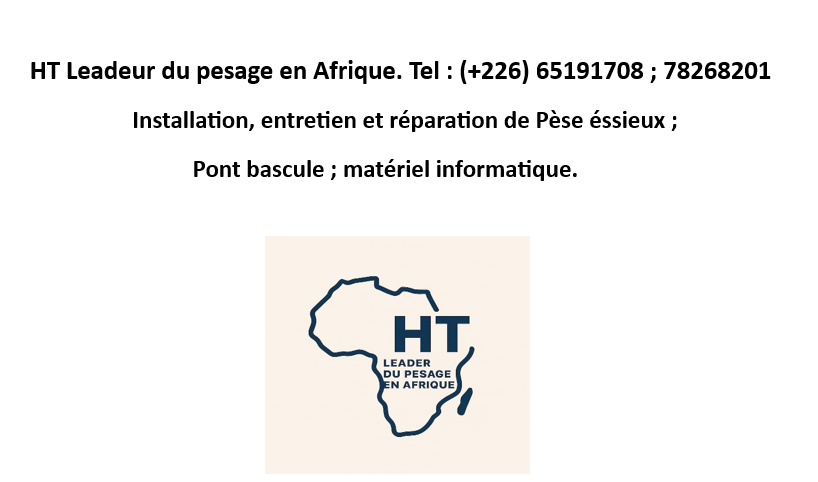 HT Leadeur du pesage en Afrique. Tel : (+226) 65191708 ; 78268201
Installation, entretien et réparation de Pèse éssieux ;
Pont bascule ; matériel informatique.
HT
LEADER
DU PESAGE
EN AFRIQUE